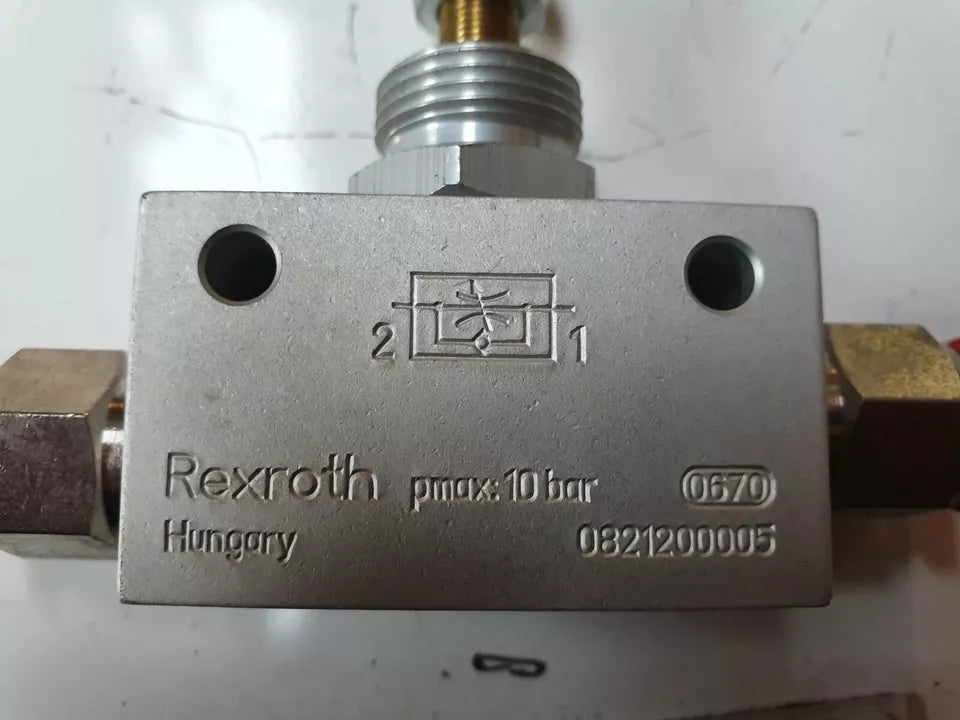 2 1
Rexroth pmax: 10 bar 0670
Hungary 0821200005